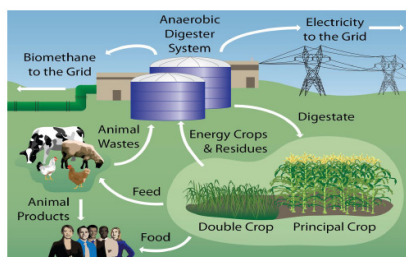 Anaerobic
Digester
System
Electricity
to the Grid
Biomethane
to the Grid
Digestate
Animal
Wastes
Energy Crops
& Residues
Feed
Animal
Products
Food
Double Crop
Principal Crop